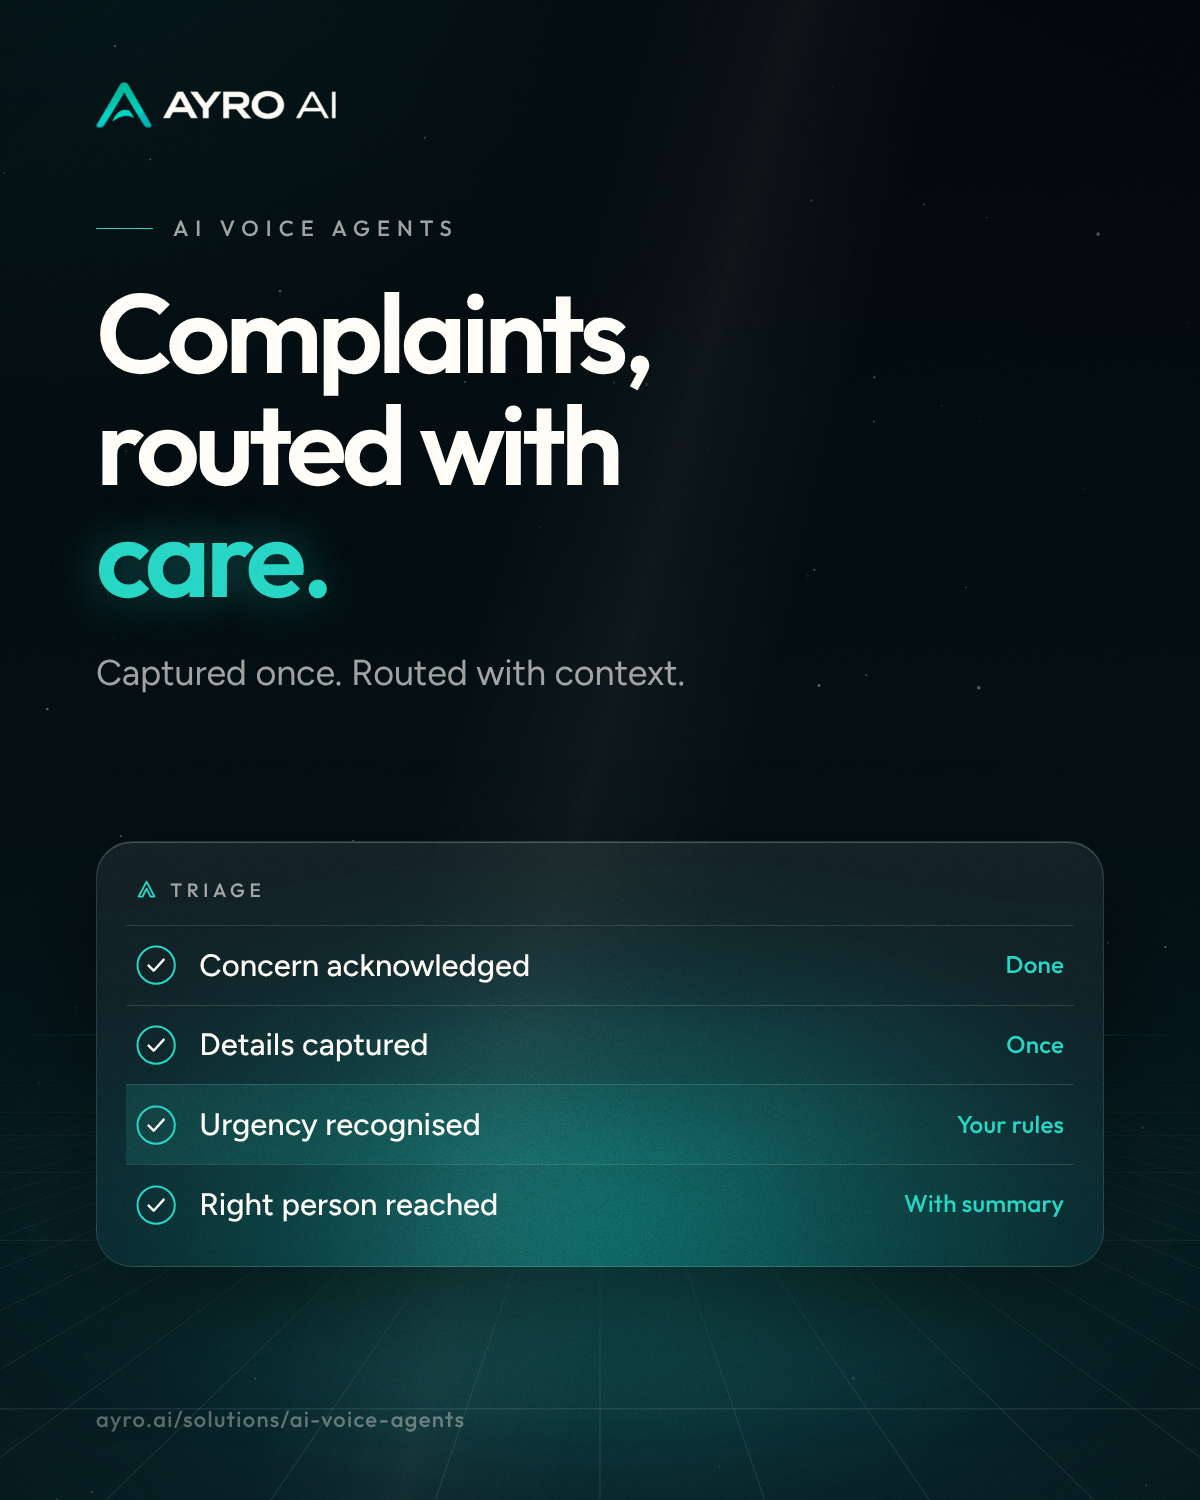 AYRO AI
AI VOICE AGENTS
Complaints,
routed with
care.
Captured once. Routed with context.
TRIAGE
Concern acknowledged Done
Details captured Once
Urgency recognised Your rules
Right person reached With summary
ayro.ai/solutions/ai-voice-agents